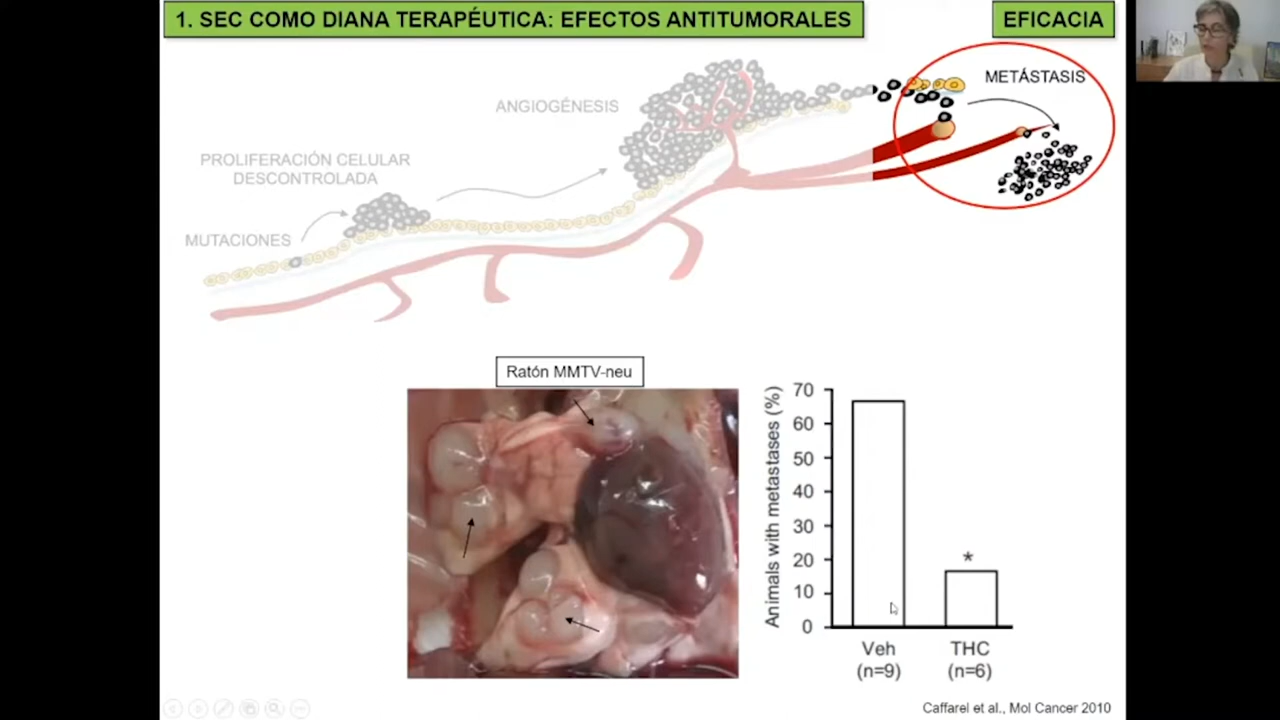 1. SEC COMO DIANA TERAPÉUTICA: EFECTOS ANTITUMORALES
EFICACIA
METÁSTASIS
ANGIOGÉNESIS
PROLIFERACIÓN CELULAR
DESCONTROLADA
MUTACIONES
Ratón MMTV-neu
Animals with metastases (%)
70
60
50
40
30
20
10
0
*
Veh
(n=9)
THC
(n=6)
Caffarel et al., Mol Cancer 2010